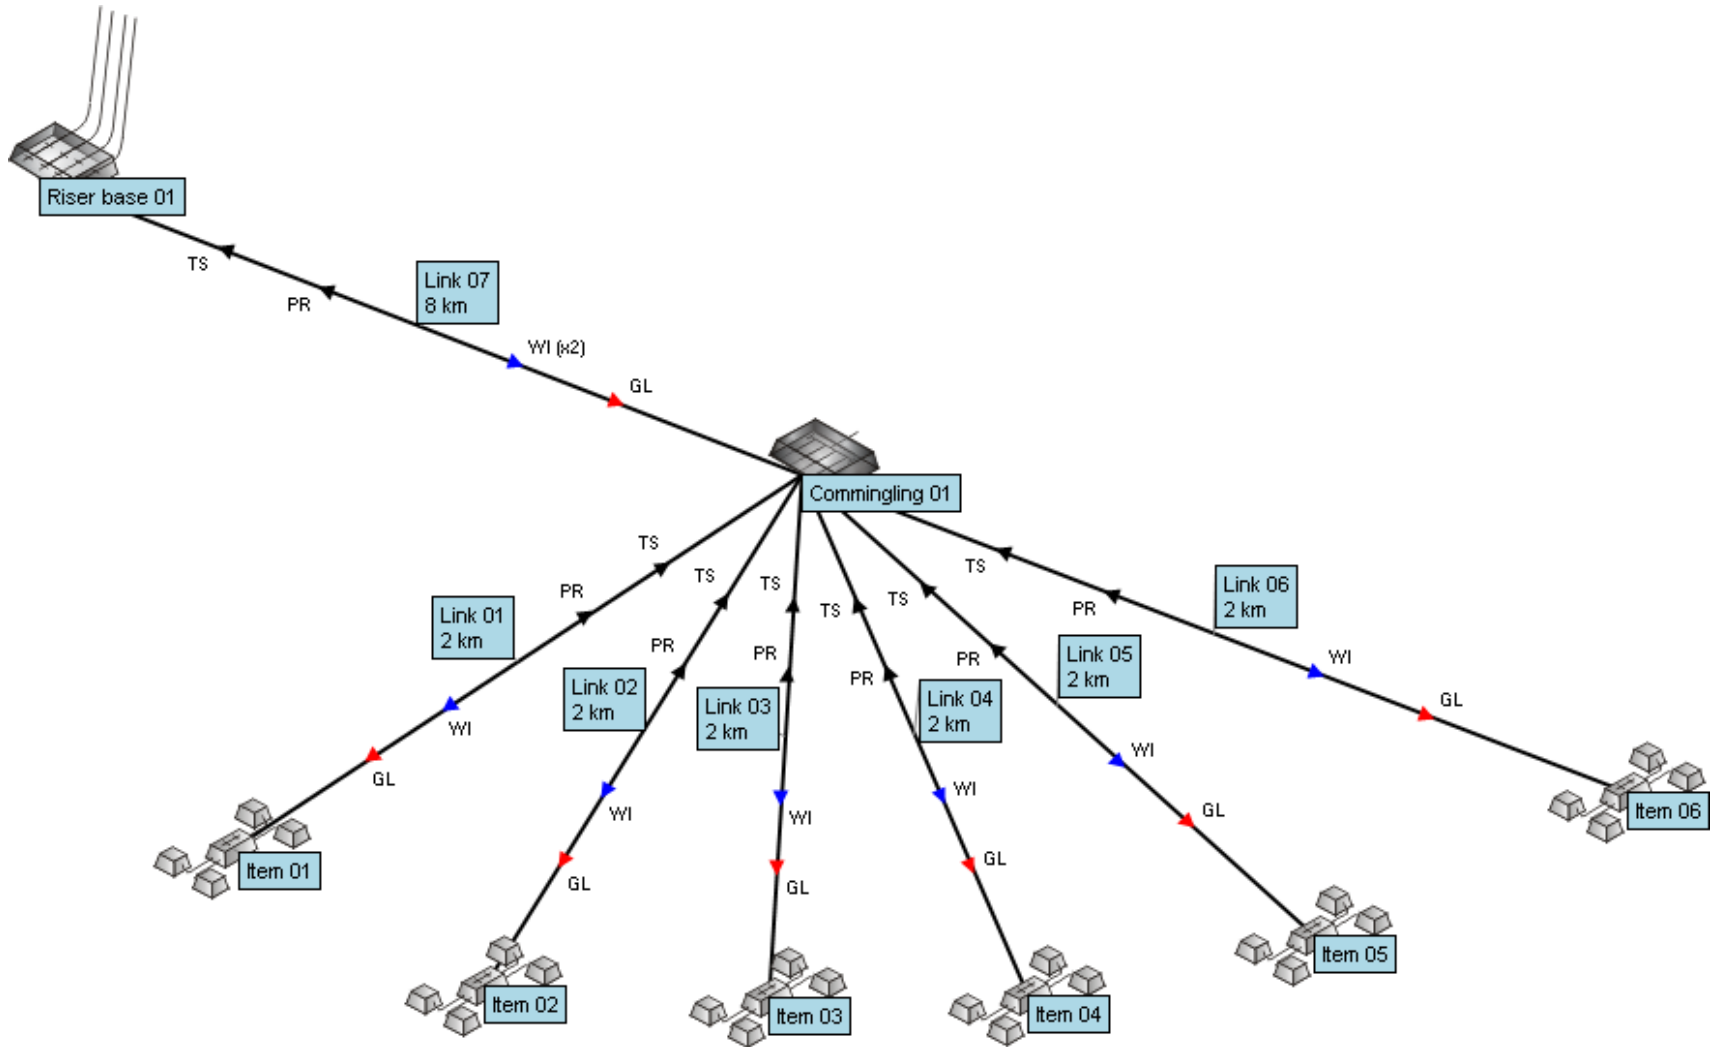 Riser base 01
TS
PR
Link 07
8 km
WI (x2)
GL
Commingling 01
TS
PR
Link 01
2 km
WI
GL
Item 01
TS
PR
Link 02
2 km
WI
GL
Item 02
TS
PR
Link 03
2 km
WI
GL
Item 03
TS
PR
Link 04
2 km
WI
GL
Item 04
TS
PR
Link 05
2 km
WI
GL
Item 05
TS
PR
Link 06
2 km
WI
GL
Item 06